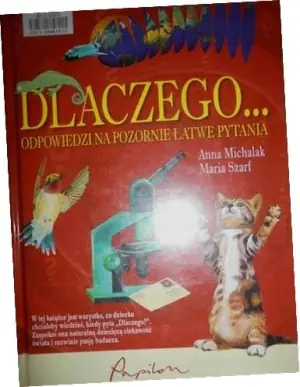 DLACZEGO...
ODPOWIEDZI NA POZORNIE ŁATWE PYTANIA
Anna Michalak
Maria Szarf
W tej książce jest wszystko, co dziecko
chciałoby wiedzieć, kiedy pyta „Dlaczego?".
Zaspokoi ona naturalną dziecięcą ciekawość
świata i rozwinie pasję badacza.
Papilon